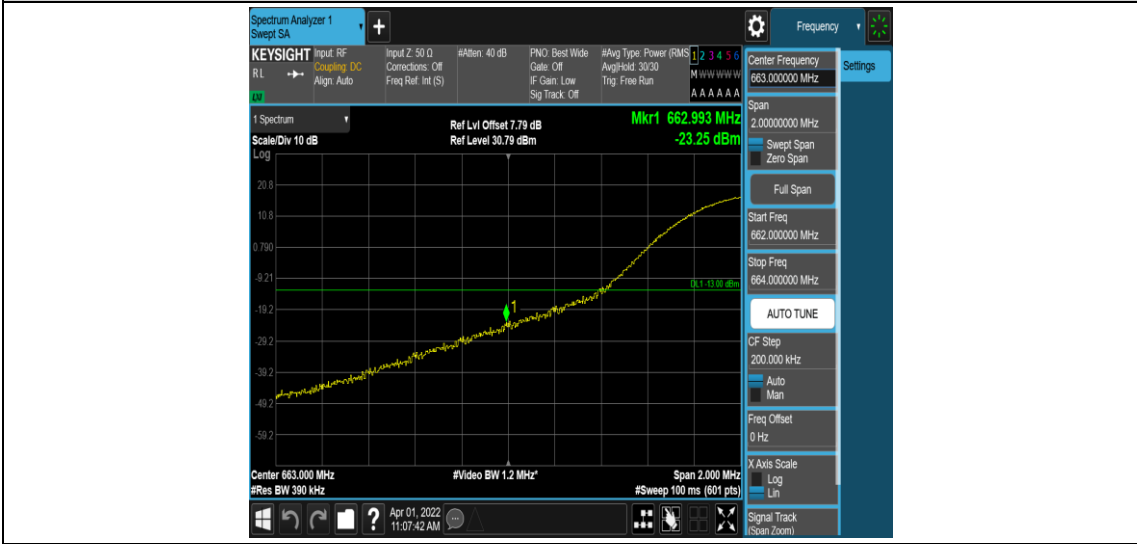 Spectrum Analyzer 1
Swept SA
+
Frequency
KEYSIGHT
RL
Input: RF
Coupling: DC
Align: Auto
Input Z: 50 Ω
Corrections: Off
Freq Ref: Int (S)
#Atten: 40 dB
PNO: Best Wide
Gate: Off
IF Gain: Low
Sig Track: Off
#Avg Type: Power (RMS
Avg|Hold: 30/30
Trig: Free Run
1 2 3 4 5 6
M W W W W W
A A A A A A
1 Spectrum
Scale/Div 10 dB
Log
Ref Lvl Offset 7.79 dB
Ref Level 30.79 dBm
Mkr1 662.993 MHz
-23.25 dBm
20.8
10.8
0.790
-9.21
-19.2
-29.2
-39.2
-49.2
-59.2
DL1 -13.00 dBm
1
Center 663.000 MHz
#Res BW 390 kHz
#Video BW 1.2 MHz*
Span 2.000 MHz
#Sweep 100 ms (601 pts)
?
Apr 01, 2022
11:07:42 AM
Center Frequency
663.000000 MHz
Settings
Span
2.00000000 MHz
Swept Span
Zero Span
Full Span
Start Freq
662.000000 MHz
Stop Freq
664.000000 MHz
AUTO TUNE
CF Step
200.000 kHz
Auto
Man
Freq Offset
0 Hz
X Axis Scale
Log
Lin
Signal Track
(Span Zoom)